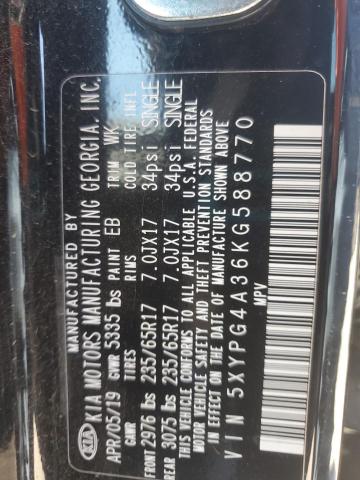 MANUFACTURED BY
KIA KIA MOTORS MANUFACTURING GEORGIA, INC.
APR/05/19 GVWR 5335 lbs PAINT EB TRIM WK
TIRES RIMS COLD TIRE INFL
FRONT 2976 lbs 235/65R17 7.0JX17 34psi SINGLE
REAR 3075 lbs 235/65R17 7.0JX17 34psi SINGLE
THIS VEHICLE CONFORMS TO ALL APPLICABLE U.S.A. FEDERAL
MOTOR VEHICLE SAFETY AND THEFT PREVENTION STANDARDS
IN EFFECT ON THE DATE OF MANUFACTURE SHOWN ABOVE
VIN 5XYPG4A36KG588770
MPV